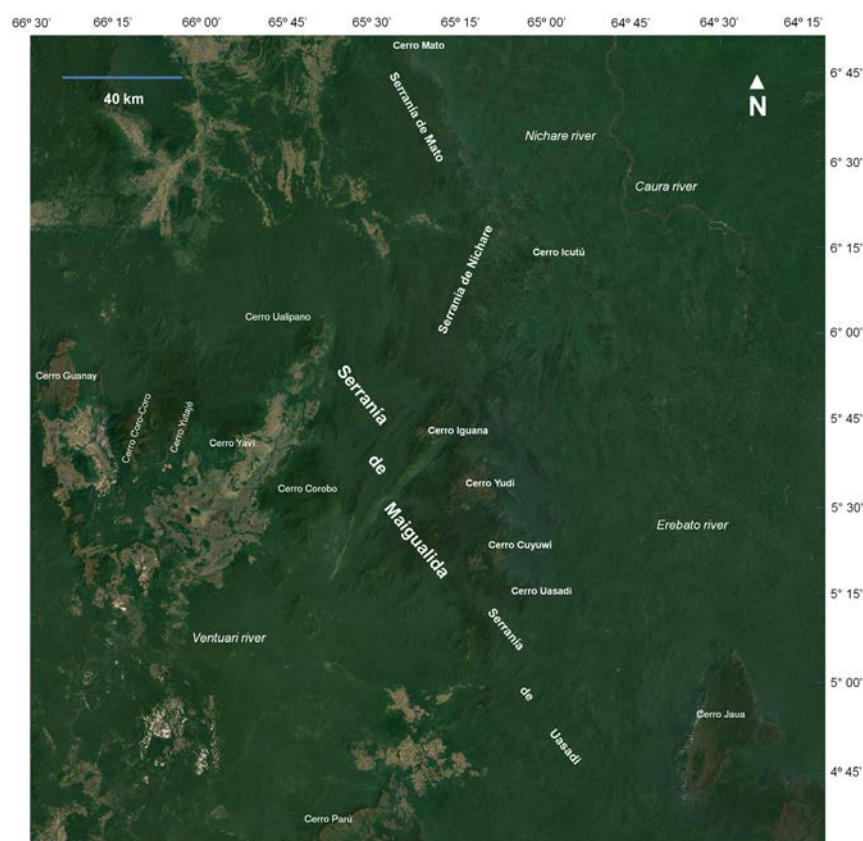 66° 30' 66° 15' 66° 00' 65° 45' 65° 30' 65° 15' 65° 00' 64° 30' 64° 15'
Cerro Mato
6° 45'
40 km
N
Serranía de Mato
Nichare river
6° 30'
Caura river
6° 15'
Serranía de Nichare
Cerro Icutú
6° 00'
Cerro Ualipano
Cerro Guanay
Serranía
de
Maigualida
5° 45'
Cerro Coro-Coro
Cerro Yutajé
Cerro Yaví
Cerro Iguana
Cerro Corobo
Cerro Yudi
5° 30'
Erebato river
Cerro Cuyuwi
5° 15'
Cerro Uasadi
Serranía
de
Uasadi
Ventuari river
5° 00'
Cerro Jaua
4º 45'
Cerro Parú